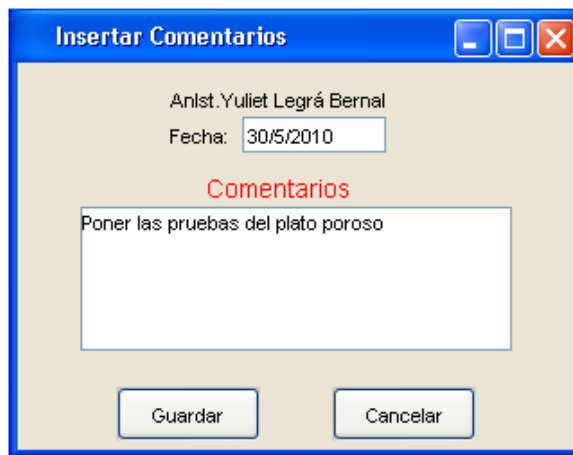 Insertar Comentarios
Anlst.Yuliet Legrá Bernal
Fecha: 30/5/2010
Comentarios
Poner las pruebas del plato poroso
Guardar Cancelar